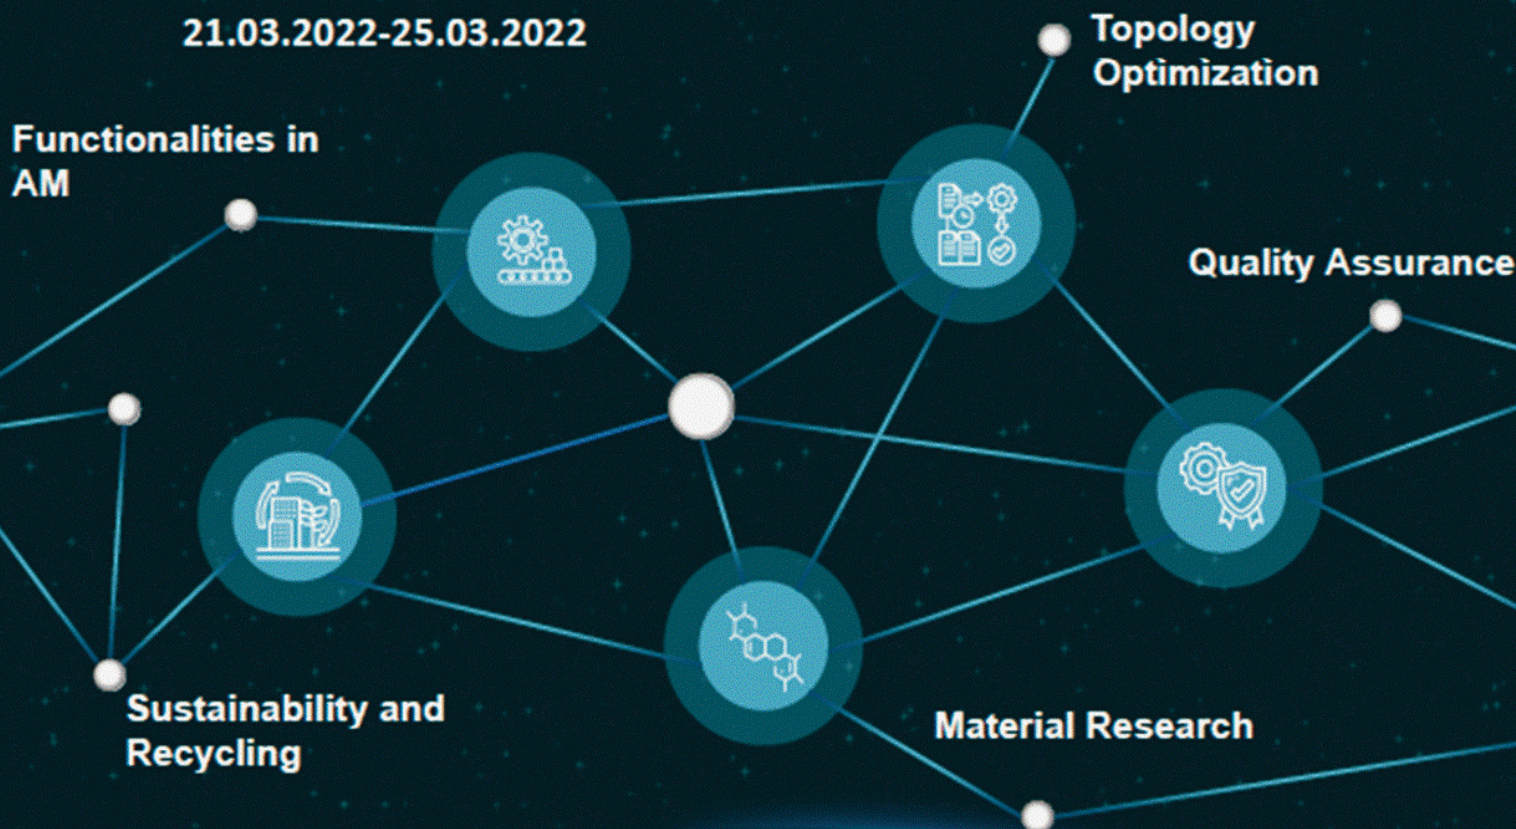 21.03.2022-25.03.2022
Topology
Optimization
Functionalities in
AM
Quality Assurance
Sustainability and
Recycling
Material Research